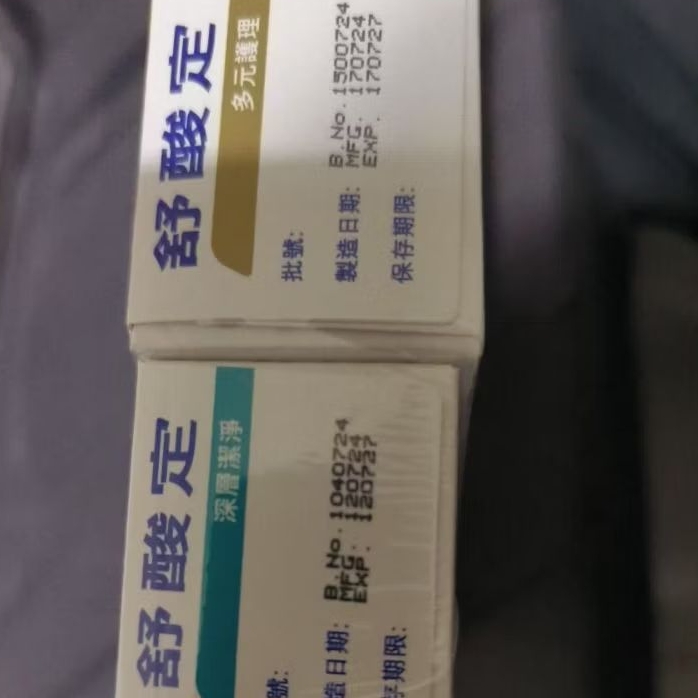 舒酸定
多元護理
批號: B.No. 1500724
製造日期: MFG. 170724
保存期限: EXP. 170727
舒酸定
深層潔淨
號: B.No. 1040724
造日期: MFG. 120724
存期限: EXP. 120727